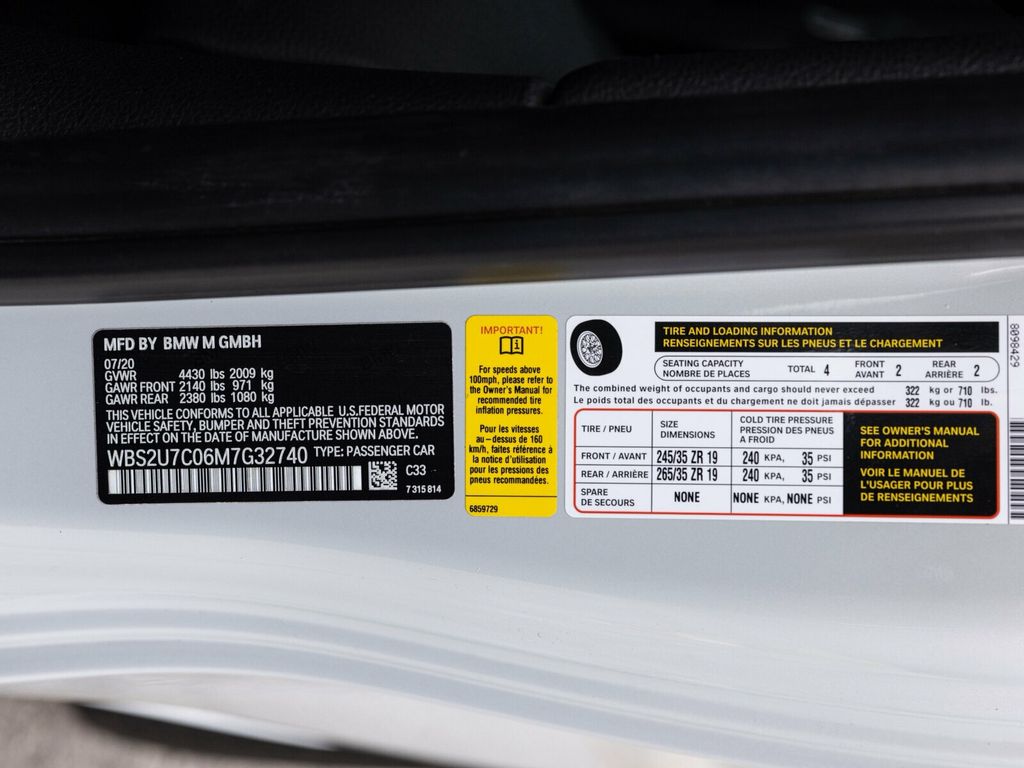 MFD BY BMW M GMBH
07/20
GVWR 4430 lbs 2009 kg
GAWR FRONT 2140 lbs 971 kg
GAWR REAR 2380 lbs 1080 kg
THIS VEHICLE CONFORMS TO ALL APPLICABLE U.S.FEDERAL MOTOR
VEHICLE SAFETY, BUMPER AND THEFT PREVENTION STANDARDS
IN EFFECT ON THE DATE OF MANUFACTURE SHOWN ABOVE.
WBS2U7C06M7G32740 TYPE: PASSENGER CAR
C33
7 315 814
IMPORTANT!
For speeds above
100mph, please refer to
the Owner's Manual for
recommended tire
inflation pressures.
Pour les vitesses
au-dessus de 160
km/h, faites référence à
la notice d'utilisation
pour les pressions des
pneus recommandées.
6859729
TIRE AND LOADING INFORMATION
RENSEIGNEMENTS SUR LES PNEUS ET LE CHARGEMENT
SEATING CAPACITY
NOMBRE DE PLACES
TOTAL 4
FRONT
AVANT 2
REAR
ARRIÈRE 2
The combined weight of occupants and cargo should never exceed 322 kg or 710 lbs.
Le poids total des occupants et du chargement ne doit jamais dépasser 322 kg ou 710 lb.
TIRE / PNEU
SIZE
DIMENSIONS
COLD TIRE PRESSURE
PRESSION DES PNEUS
A FROID
FRONT / AVANT 245/35 ZR 19 240 KPA, 35 PSI
REAR / ARRIÈRE 265/35 ZR 19 240 KPA, 35 PSI
SPARE
DE SECOURS
NONE NONE KPA, NONE PSI
SEE OWNER'S MANUAL
FOR ADDITIONAL
INFORMATION
VOIR LE MANUEL DE
L'USAGER POUR PLUS
DE RENSEIGNEMENTS
8098429